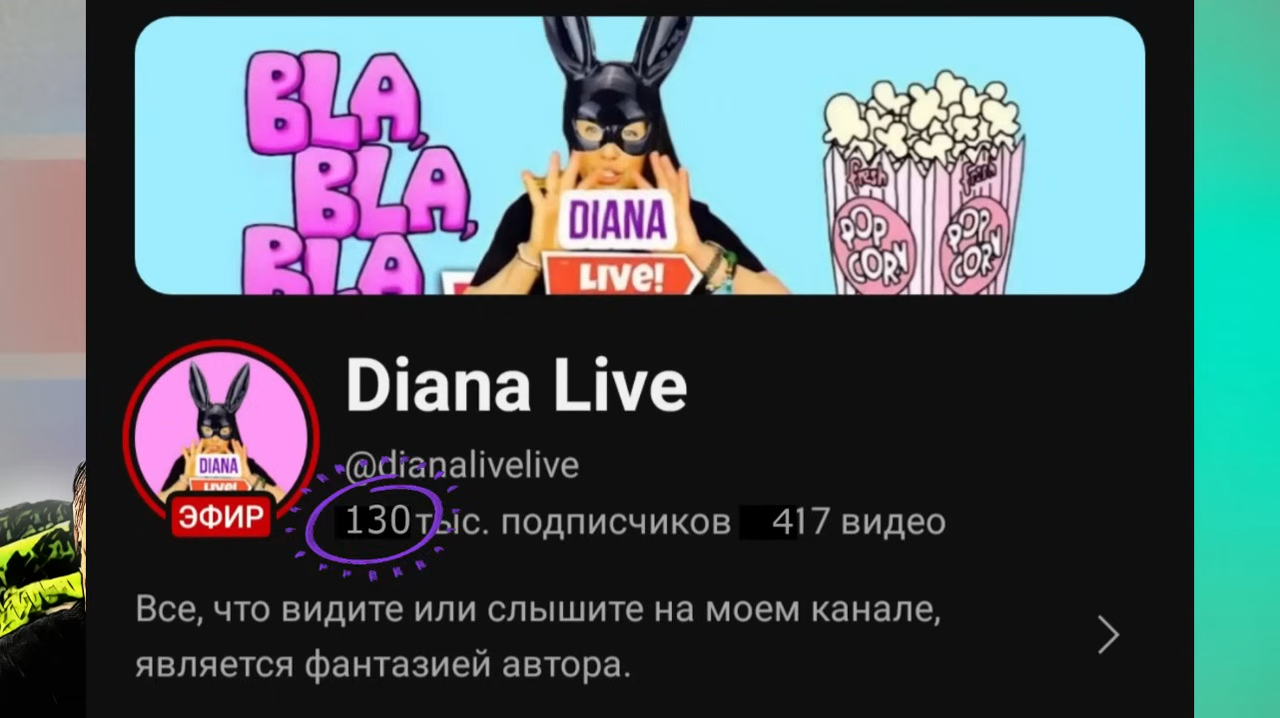 BLA,
BLA,
BLA
DIANA
LIVE!
fresh fresh
POP CORN POP CORN
DIANA
LIVE!
ЭФИР
Diana Live
@dianalivelive
130 тыс. подписчиков 417 видео
Все, что видите или слышите на моем канале,
является фантазией автора.